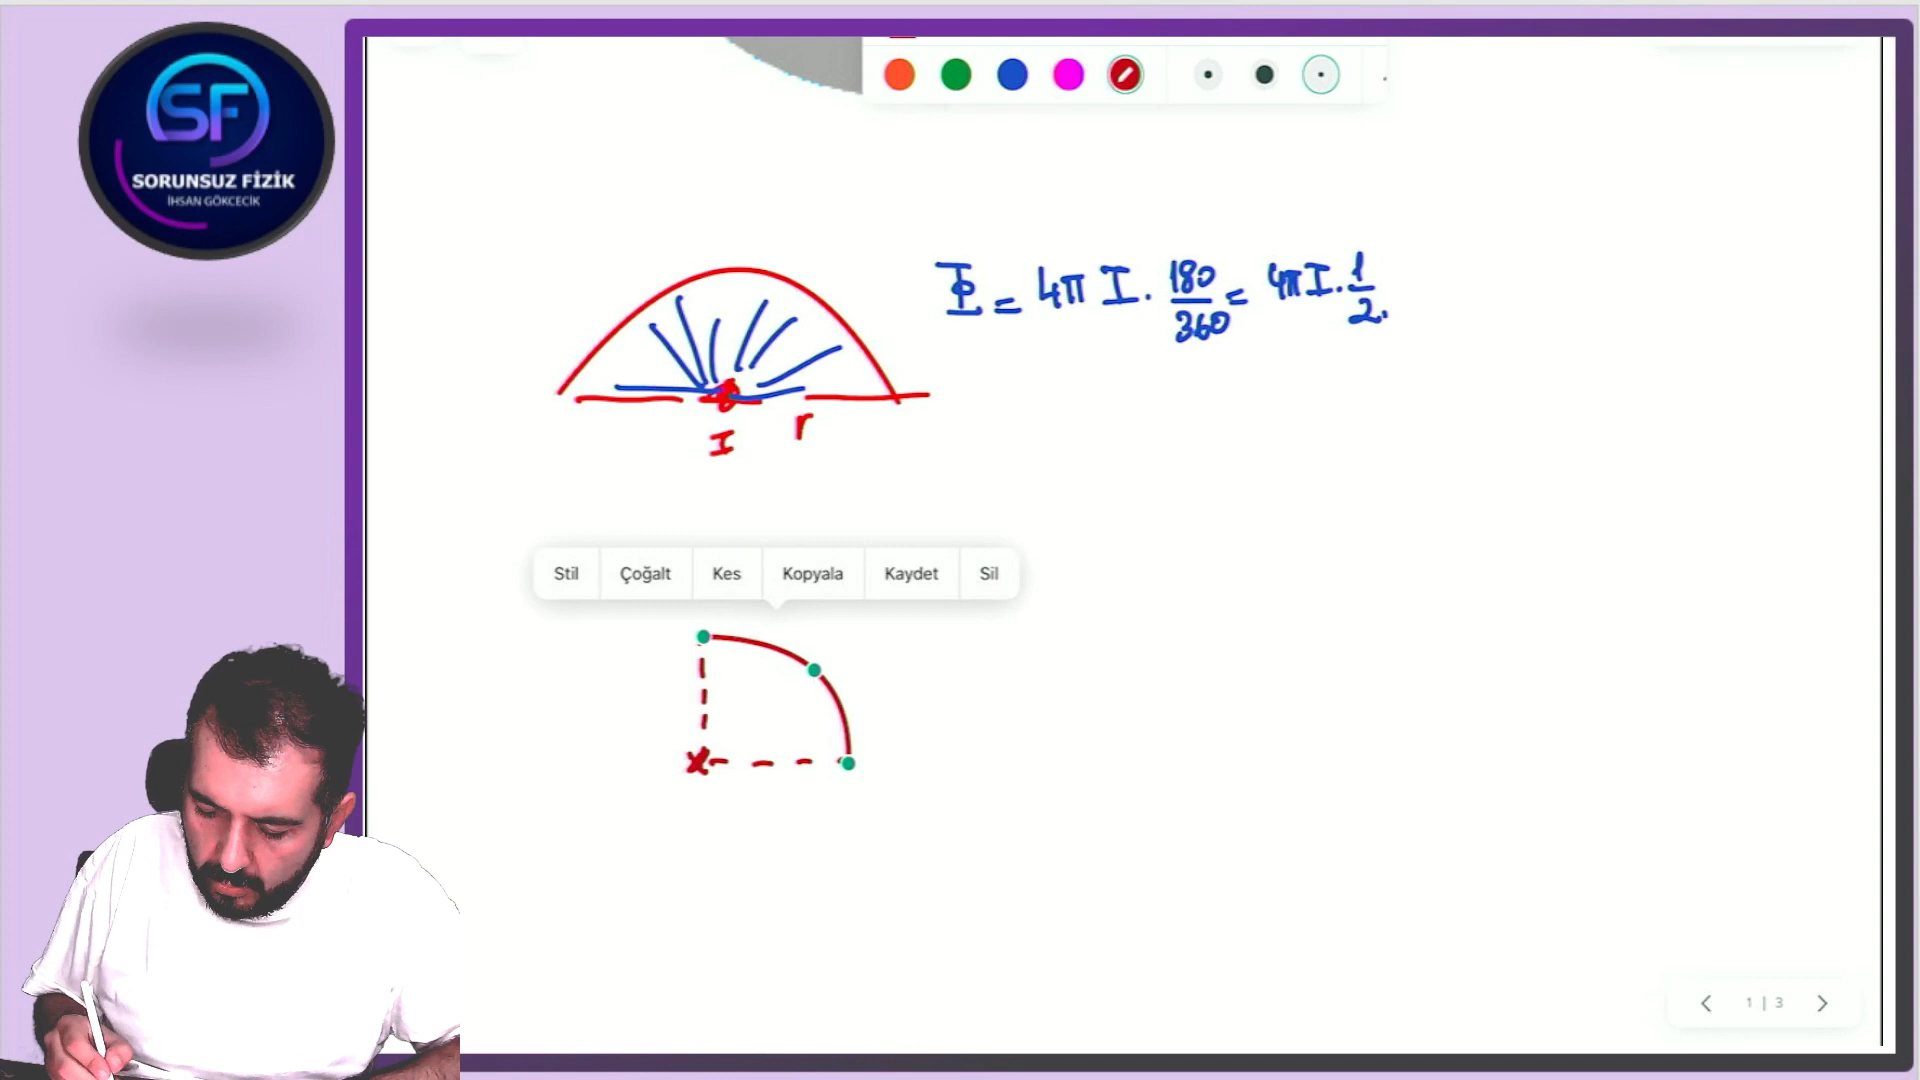 SF
SORUNSUZ FİZİK
İHSAN GÖKCECİK
Φ = 4π I . 180/360 = 4π I . 1/2
I r
Stil Çoğalt Kes Kopyala Kaydet Sil
x
1 | 3